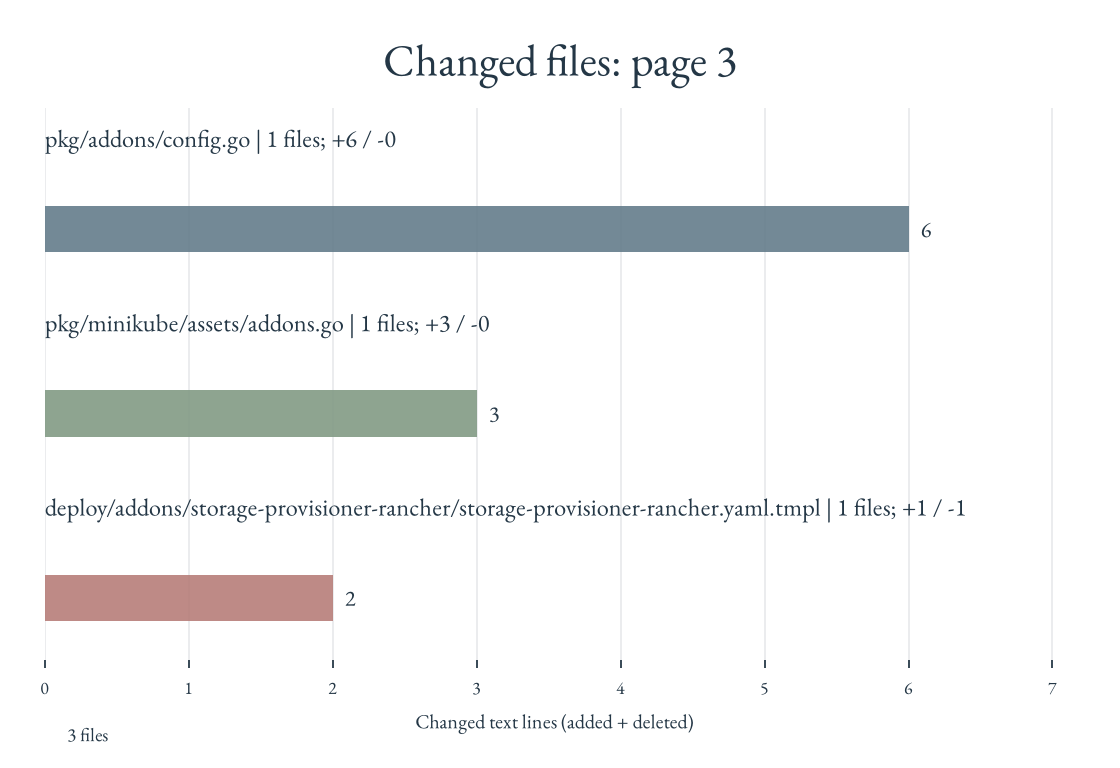 Changed files: page 3
pkg/addons/config.go | 1 files; +6 / -0
6
pkg/minikube/assets/addons.go | 1 files; +3 / -0
3
deploy/addons/storage-provisioner-rancher/storage-provisioner-rancher.yaml.tmpl | 1 files; +1 / -1
2
0 1 2 3 4 5 6 7
Changed text lines (added + deleted)
3 files